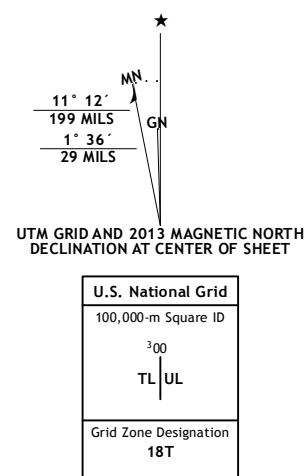 ★
MN
11° 12´
199 MILS
GN
1° 36´
29 MILS
UTM GRID AND 2013 MAGNETIC NORTH
DECLINATION AT CENTER OF SHEET
U.S. National Grid
100,000-m Square ID
³00
TL UL
Grid Zone Designation
18T